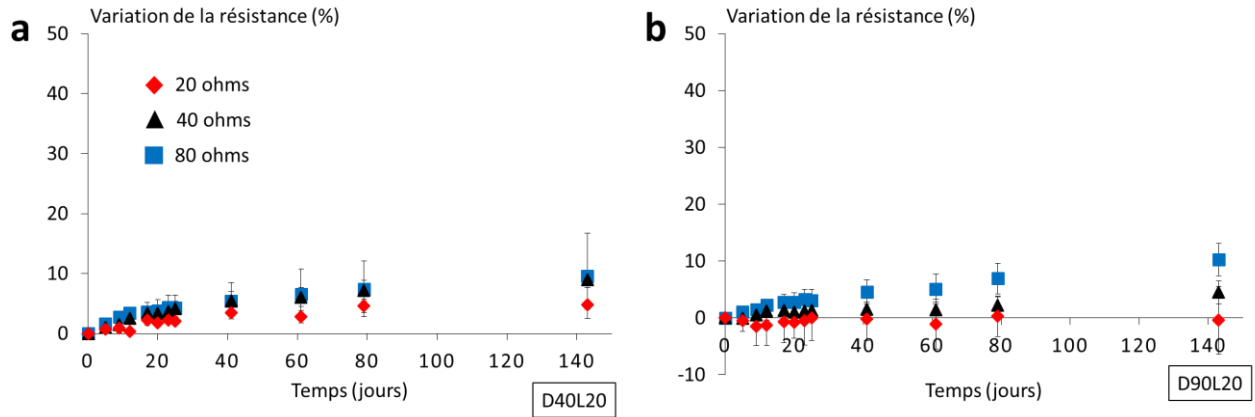 a
Variation de la résistance (%)
50
40
30
20
10
0
20 ohms
40 ohms
80 ohms
0 20 40 60 80 100 120 140
Temps (jours)
D40L20
b
Variation de la résistance (%)
50
40
30
20
10
0
-10
0 20 40 60 80 100 120 140
Temps (jours)
D90L20